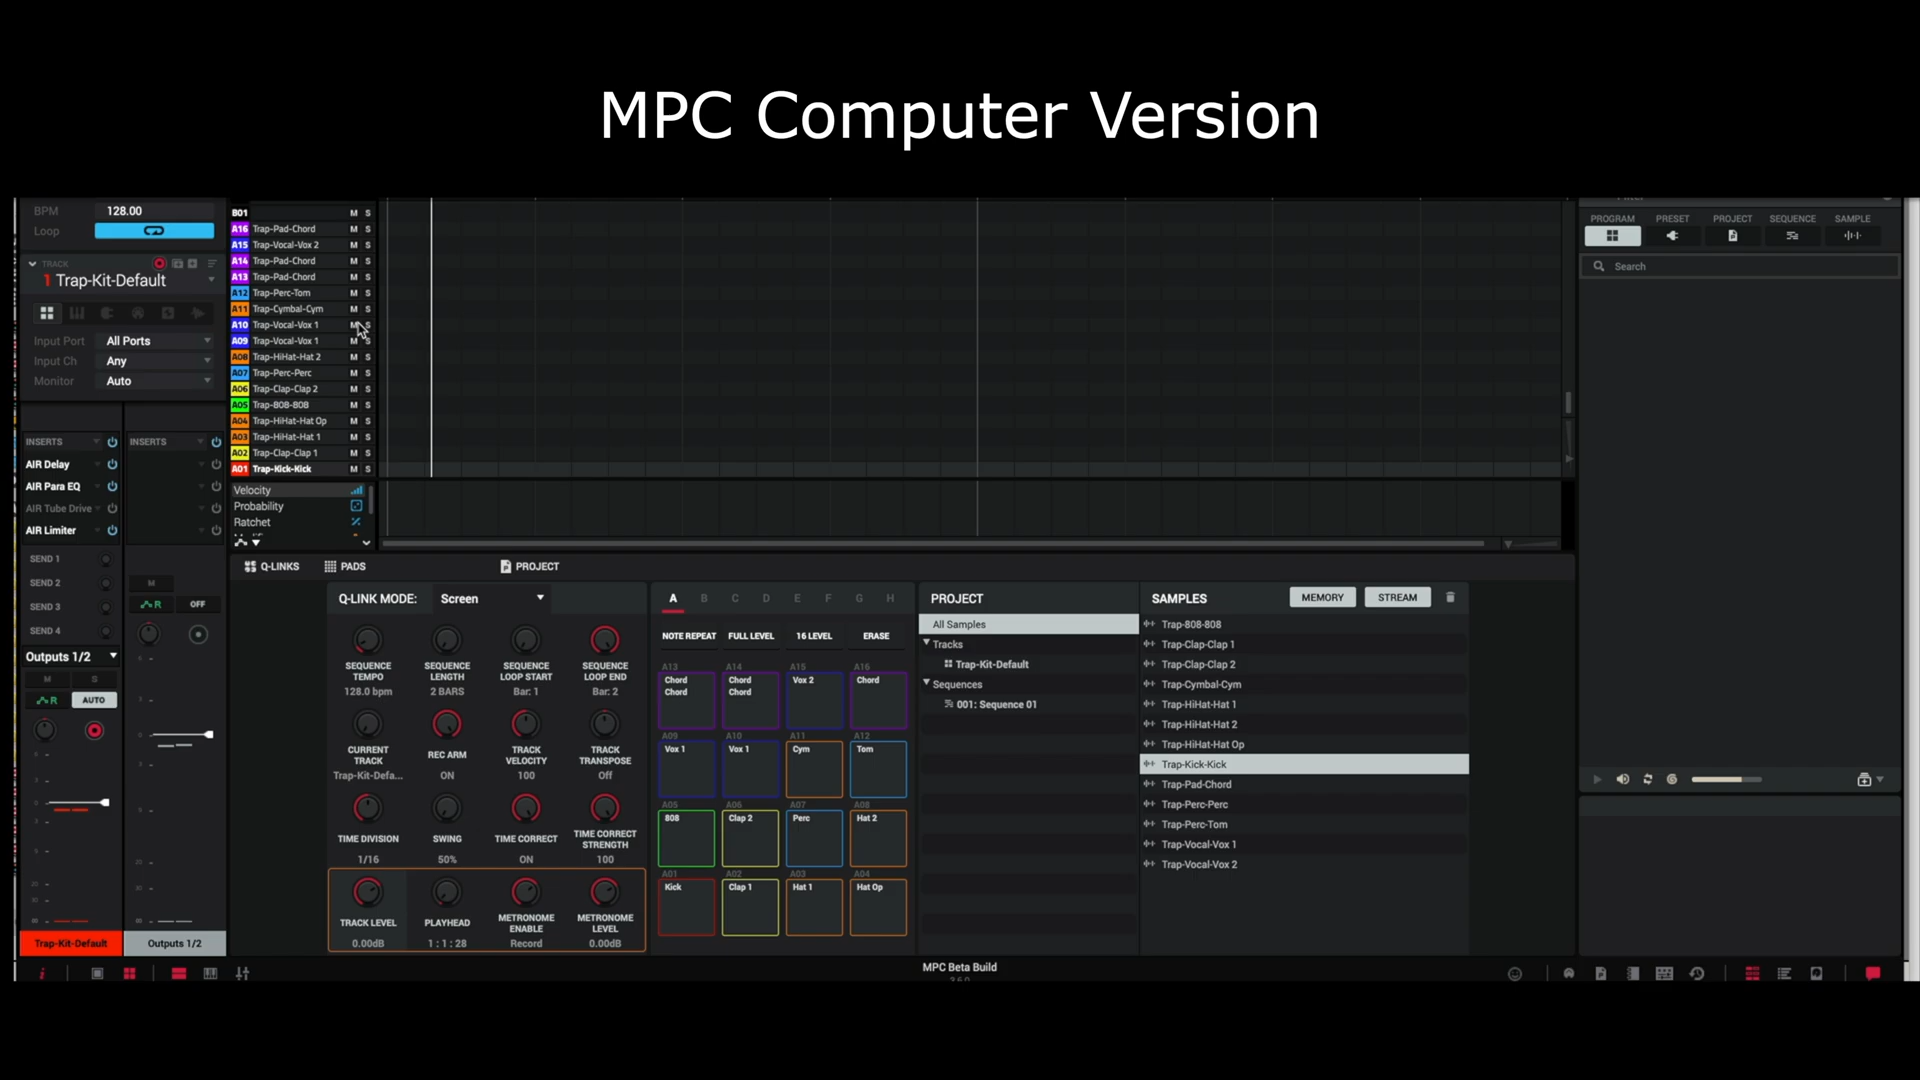 MPC Computer Version
BPM 128.00
Loop
TRACK
1 Trap-Kit-Default
Input Port All Ports
Input Ch Any
Monitor Auto
INSERTS INSERTS
AIR Delay
AIR Para EQ
AIR Tube Drive
AIR Limiter
SEND 1
SEND 2
SEND 3
SEND 4
Outputs 1/2
M S
R AUTO
M
R OFF
Trap-Kit-Default Outputs 1/2
B01 M S
A16 Trap-Pad-Chord M S
A15 Trap-Vocal-Vox 2 M S
A14 Trap-Pad-Chord M S
A13 Trap-Pad-Chord M S
A12 Trap-Perc-Tom M S
A11 Trap-Cymbal-Cym M S
A10 Trap-Vocal-Vox 1 M S
A09 Trap-Vocal-Vox 1 M S
A08 Trap-HiHat-Hat 2 M S
A07 Trap-Perc-Perc M S
A06 Trap-Clap-Clap 2 M S
A05 Trap-808-808 M S
A04 Trap-HiHat-Hat Op M S
A03 Trap-HiHat-Hat 1 M S
A02 Trap-Clap-Clap 1 M S
A01 Trap-Kick-Kick M S
Velocity
Probability
Ratchet
Q-LINKS PADS PROJECT
Q-LINK MODE: Screen
SEQUENCE TEMPO SEQUENCE LENGTH SEQUENCE LOOP START SEQUENCE LOOP END
128.0 bpm 2 BARS Bar: 1 Bar: 2
CURRENT TRACK REC ARM TRACK VELOCITY TRACK TRANSPOSE
Trap-Kit-Defa... ON 100 Off
TIME DIVISION SWING TIME CORRECT TIME CORRECT STRENGTH
1/16 50% ON 100
TRACK LEVEL PLAYHEAD METRONOME ENABLE METRONOME LEVEL
0.00dB 1 : 1 : 28 Record 0.00dB
A B C D E F G H
NOTE REPEAT FULL LEVEL 16 LEVEL ERASE
A13 A14 A15 A16
Chord Chord Vox 2 Chord
Chord Chord
A09 A10 A11 A12
Vox 1 Vox 1 Cym Tom
A05 A06 A07 A08
808 Clap 2 Perc Hat 2
A01 A02 A03 A04
Kick Clap 1 Hat 1 Hat Op
PROJECT
All Samples
Tracks
Trap-Kit-Default
Sequences
001: Sequence 01
SAMPLES MEMORY STREAM
Trap-808-808
Trap-Clap-Clap 1
Trap-Clap-Clap 2
Trap-Cymbal-Cym
Trap-HiHat-Hat 1
Trap-HiHat-Hat 2
Trap-HiHat-Hat Op
Trap-Kick-Kick
Trap-Pad-Chord
Trap-Perc-Perc
Trap-Perc-Tom
Trap-Vocal-Vox 1
Trap-Vocal-Vox 2
PROGRAM PRESET PROJECT SEQUENCE SAMPLE
Search
MPC Beta Build